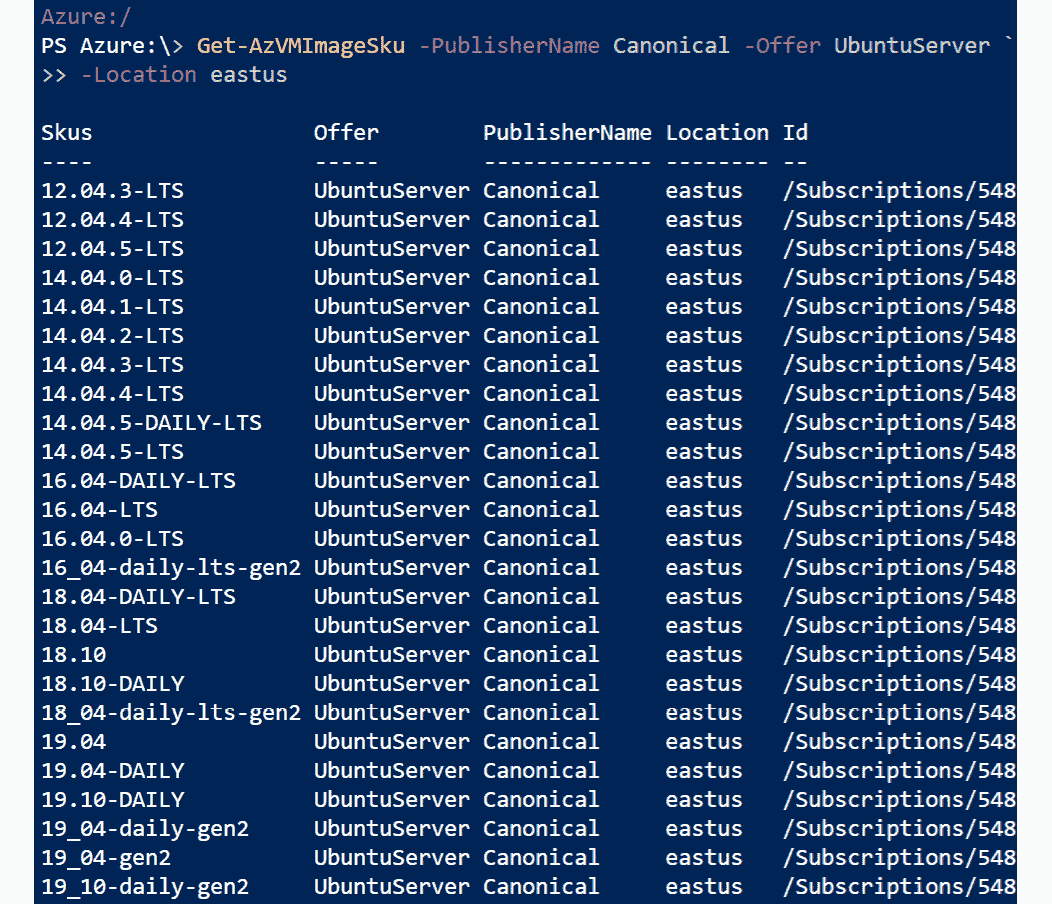 Azure:/
PS Azure:\> Get-AzVMImageSku -PublisherName Canonical -Offer UbuntuServer `
>> -Location eastus
Skus Offer PublisherName Location Id
---- ----- ------------- -------- --
12.04.3-LTS UbuntuServer Canonical eastus /Subscriptions/548
12.04.4-LTS UbuntuServer Canonical eastus /Subscriptions/548
12.04.5-LTS UbuntuServer Canonical eastus /Subscriptions/548
14.04.0-LTS UbuntuServer Canonical eastus /Subscriptions/548
14.04.1-LTS UbuntuServer Canonical eastus /Subscriptions/548
14.04.2-LTS UbuntuServer Canonical eastus /Subscriptions/548
14.04.3-LTS UbuntuServer Canonical eastus /Subscriptions/548
14.04.4-LTS UbuntuServer Canonical eastus /Subscriptions/548
14.04.5-DAILY-LTS UbuntuServer Canonical eastus /Subscriptions/548
14.04.5-LTS UbuntuServer Canonical eastus /Subscriptions/548
16.04-DAILY-LTS UbuntuServer Canonical eastus /Subscriptions/548
16.04-LTS UbuntuServer Canonical eastus /Subscriptions/548
16.04.0-LTS UbuntuServer Canonical eastus /Subscriptions/548
16_04-daily-lts-gen2 UbuntuServer Canonical eastus /Subscriptions/548
18.04-DAILY-LTS UbuntuServer Canonical eastus /Subscriptions/548
18.04-LTS UbuntuServer Canonical eastus /Subscriptions/548
18.10 UbuntuServer Canonical eastus /Subscriptions/548
18.10-DAILY UbuntuServer Canonical eastus /Subscriptions/548
18_04-daily-lts-gen2 UbuntuServer Canonical eastus /Subscriptions/548
19.04 UbuntuServer Canonical eastus /Subscriptions/548
19.04-DAILY UbuntuServer Canonical eastus /Subscriptions/548
19.10-DAILY UbuntuServer Canonical eastus /Subscriptions/548
19_04-daily-gen2 UbuntuServer Canonical eastus /Subscriptions/548
19_04-gen2 UbuntuServer Canonical eastus /Subscriptions/548
19_10-daily-gen2 UbuntuServer Canonical eastus /Subscriptions/548